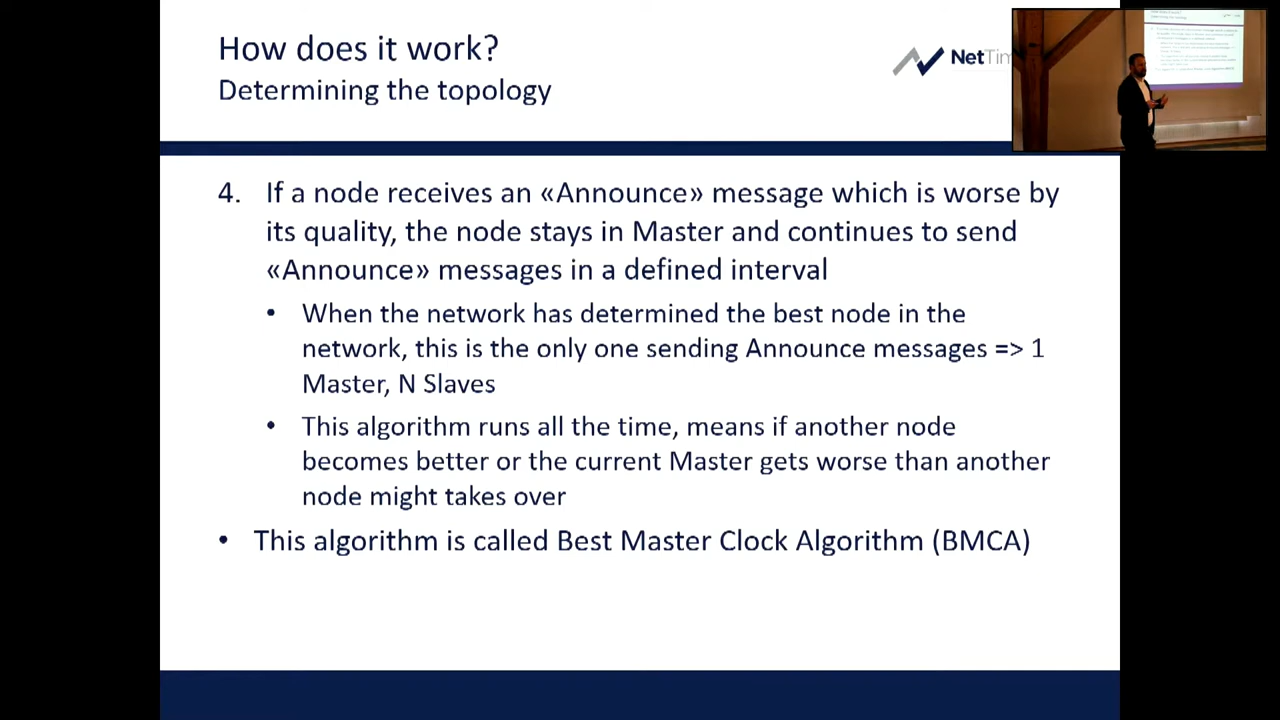 How does it work?
Determining the topology
NetTim
4. If a node receives an «Announce» message which is worse by
its quality, the node stays in Master and continues to send
«Announce» messages in a defined interval
• When the network has determined the best node in the
network, this is the only one sending Announce messages => 1
Master, N Slaves
• This algorithm runs all the time, means if another node
becomes better or the current Master gets worse than another
node might takes over
• This algorithm is called Best Master Clock Algorithm (BMCA)